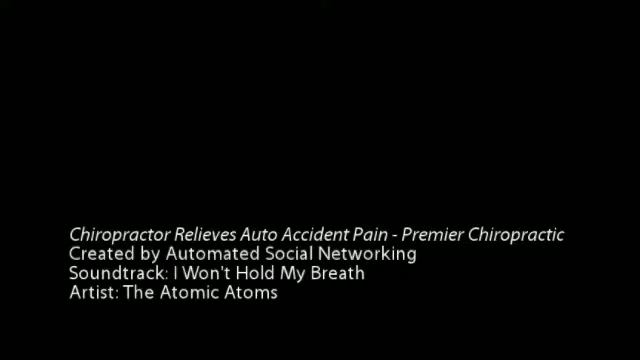 Chiropractor Relieves Auto Accident Pain - Premier Chiropractic
Created by Automated Social Networking
Soundtrack: I Won't Hold My Breath
Artist: The Atomic Atoms